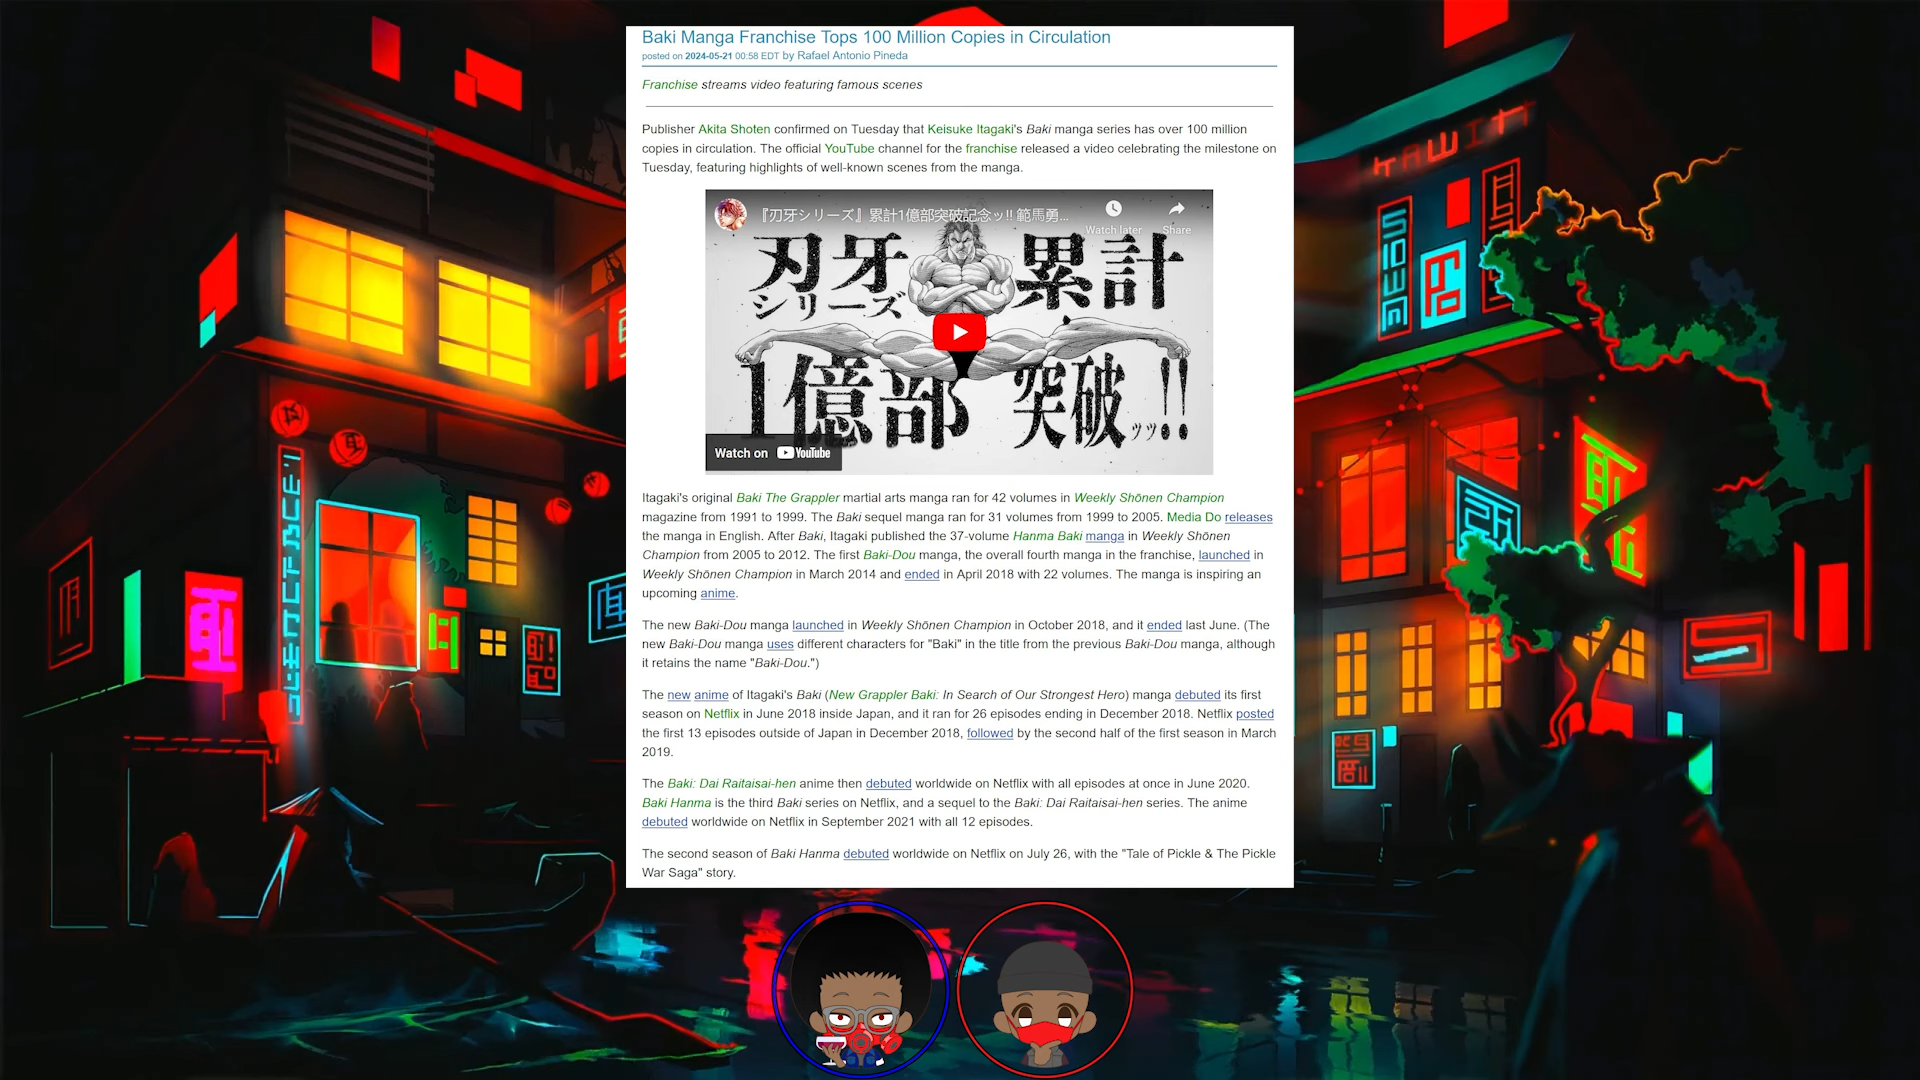 Baki Manga Franchise Tops 100 Million Copies in Circulation
posted on 2024-05-21 00:58 EDT by Rafael Antonio Pineda
Franchise streams video featuring famous scenes
Publisher Akita Shoten confirmed on Tuesday that Keisuke Itagaki's Baki manga series has over 100 million
copies in circulation. The official YouTube channel for the franchise released a video celebrating the milestone on
Tuesday, featuring highlights of well-known scenes from the manga.
『刃牙シリーズ』累計1億部突破記念ッ!! 範馬勇...
Watch later
Share
刃牙
シリーズ
累計
1億部 突破ッッ!!
Watch on YouTube
Itagaki's original Baki The Grappler martial arts manga ran for 42 volumes in Weekly Shōnen Champion
magazine from 1991 to 1999. The Baki sequel manga ran for 31 volumes from 1999 to 2005. Media Do releases
the manga in English. After Baki, Itagaki published the 37-volume Hanma Baki manga in Weekly Shōnen
Champion from 2005 to 2012. The first Baki-Dou manga, the overall fourth manga in the franchise, launched in
Weekly Shōnen Champion in March 2014 and ended in April 2018 with 22 volumes. The manga is inspiring an
upcoming anime.
The new Baki-Dou manga launched in Weekly Shōnen Champion in October 2018, and it ended last June. (The
new Baki-Dou manga uses different characters for "Baki" in the title from the previous Baki-Dou manga, although
it retains the name "Baki-Dou.")
The new anime of Itagaki's Baki (New Grappler Baki: In Search of Our Strongest Hero) manga debuted its first
season on Netflix in June 2018 inside Japan, and it ran for 26 episodes ending in December 2018. Netflix posted
the first 13 episodes outside of Japan in December 2018, followed by the second half of the first season in March
2019.
The Baki: Dai Raitaisai-hen anime then debuted worldwide on Netflix with all episodes at once in June 2020.
Baki Hanma is the third Baki series on Netflix, and a sequel to the Baki: Dai Raitaisai-hen series. The anime
debuted worldwide on Netflix in September 2021 with all 12 episodes.
The second season of Baki Hanma debuted worldwide on Netflix on July 26, with the "Tale of Pickle & The Pickle
War Saga" story.